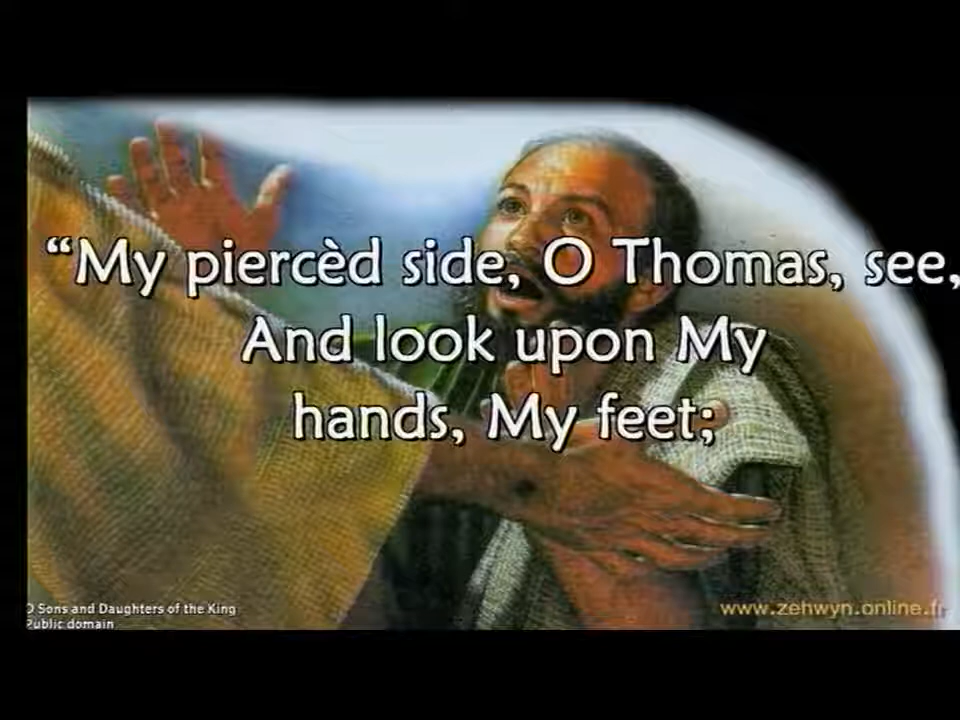 “My piercèd side, O Thomas, see,
And look upon My
hands, My feet;
O Sons and Daughters of the King
Public domain
www.zehwyn.online.fr